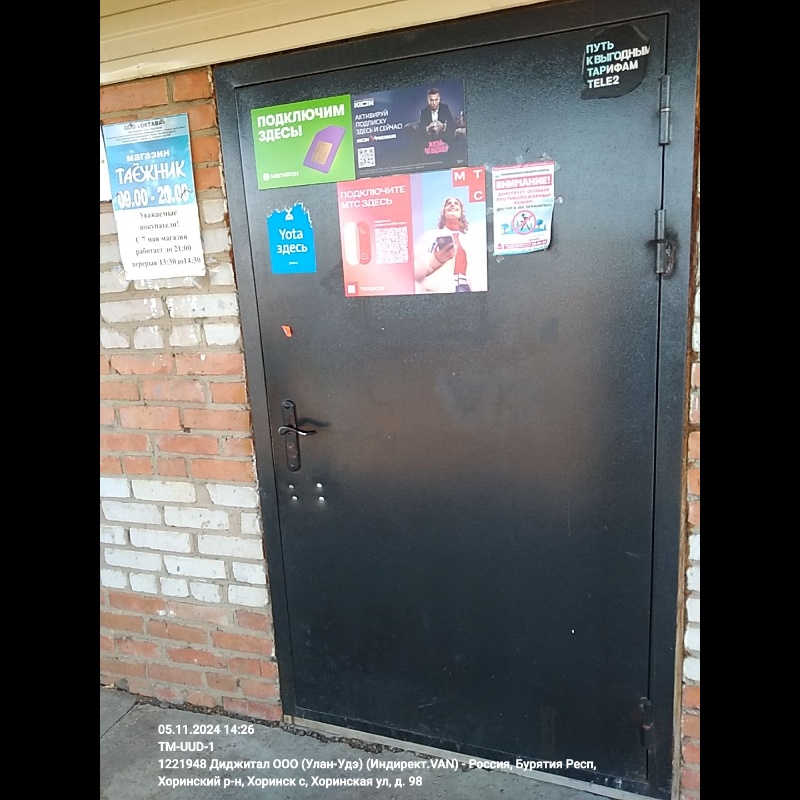 ПУТЬ
К ВЫГОДНЫМ
ТАРИФАМ
TELE2
ПОДКЛЮЧИМ
ЗДЕСЬ!
МЕГАФОН
KION
АКТИВИРУЙ
ПОДПИСКУ
ЗДЕСЬ И СЕЙЧАС!
ООО «ОКТАВА»
магазин
ТАЁЖНИК
09.00 - 20.00
Уважаемые
покупатели!
С 7 мая магазин
работает до 21:00
перерыв 13:30 до 14:30
Yota
здесь
ПОДКЛЮЧИТЕ
МТС ЗДЕСЬ
МТС
ВНИМАНИЕ!
05.11.2024 14:26
TM-UUD-1
1221948 Диджитал ООО (Улан-Удэ) (Индирект.VAN) - Россия, Бурятия Респ,
Хоринский р-н, Хоринск с, Хоринская ул, д. 98